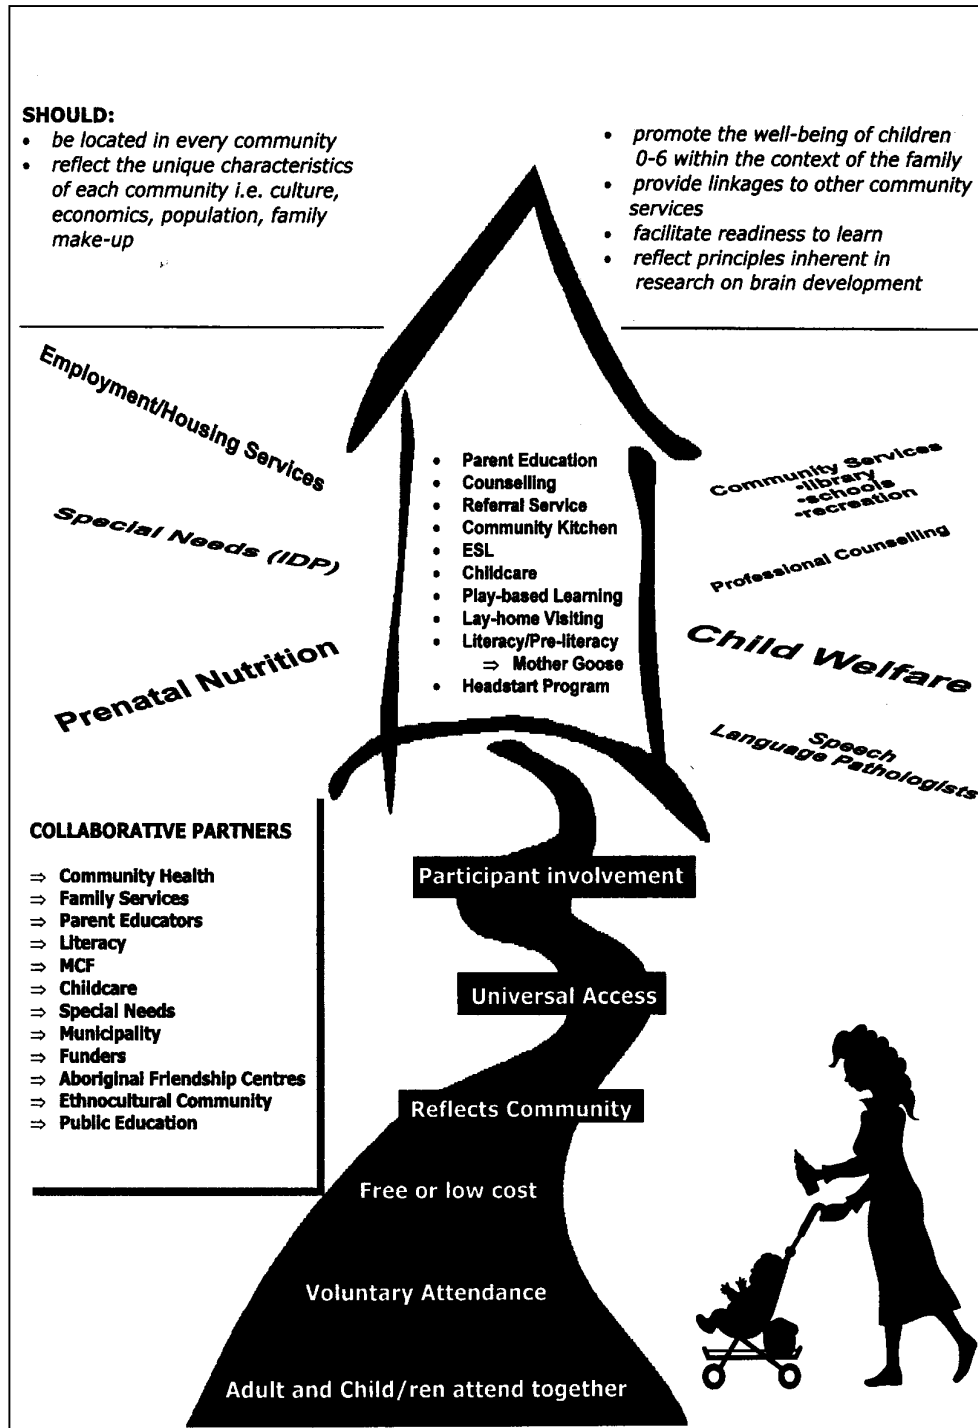 SHOULD:
• be located in every community
• reflect the unique characteristics
of each community i.e. culture,
economics, population, family
make-up
• promote the well-being of children
0-6 within the context of the family
• provide linkages to other community
services
• facilitate readiness to learn
• reflect principles inherent in
research on brain development
Employment/Housing Services
Special Needs (IDP)
Prenatal Nutrition
• Parent Education
• Counselling
• Referral Service
• Community Kitchen
• ESL
• Childcare
• Play-based Learning
• Lay-home Visiting
• Literacy/Pre-literacy
⇒ Mother Goose
• Headstart Program
Community Services
•library
•schools
•recreation
Professional Counselling
Child Welfare
Speech
Language Pathologists
COLLABORATIVE PARTNERS
⇒ Community Health
⇒ Family Services
⇒ Parent Educators
⇒ Literacy
⇒ MCF
⇒ Childcare
⇒ Special Needs
⇒ Municipality
⇒ Funders
⇒ Aboriginal Friendship Centres
⇒ Ethnocultural Community
⇒ Public Education
Participant involvement
Universal Access
Reflects Community
Free or low cost
Voluntary Attendance
Adult and Child/ren attend together